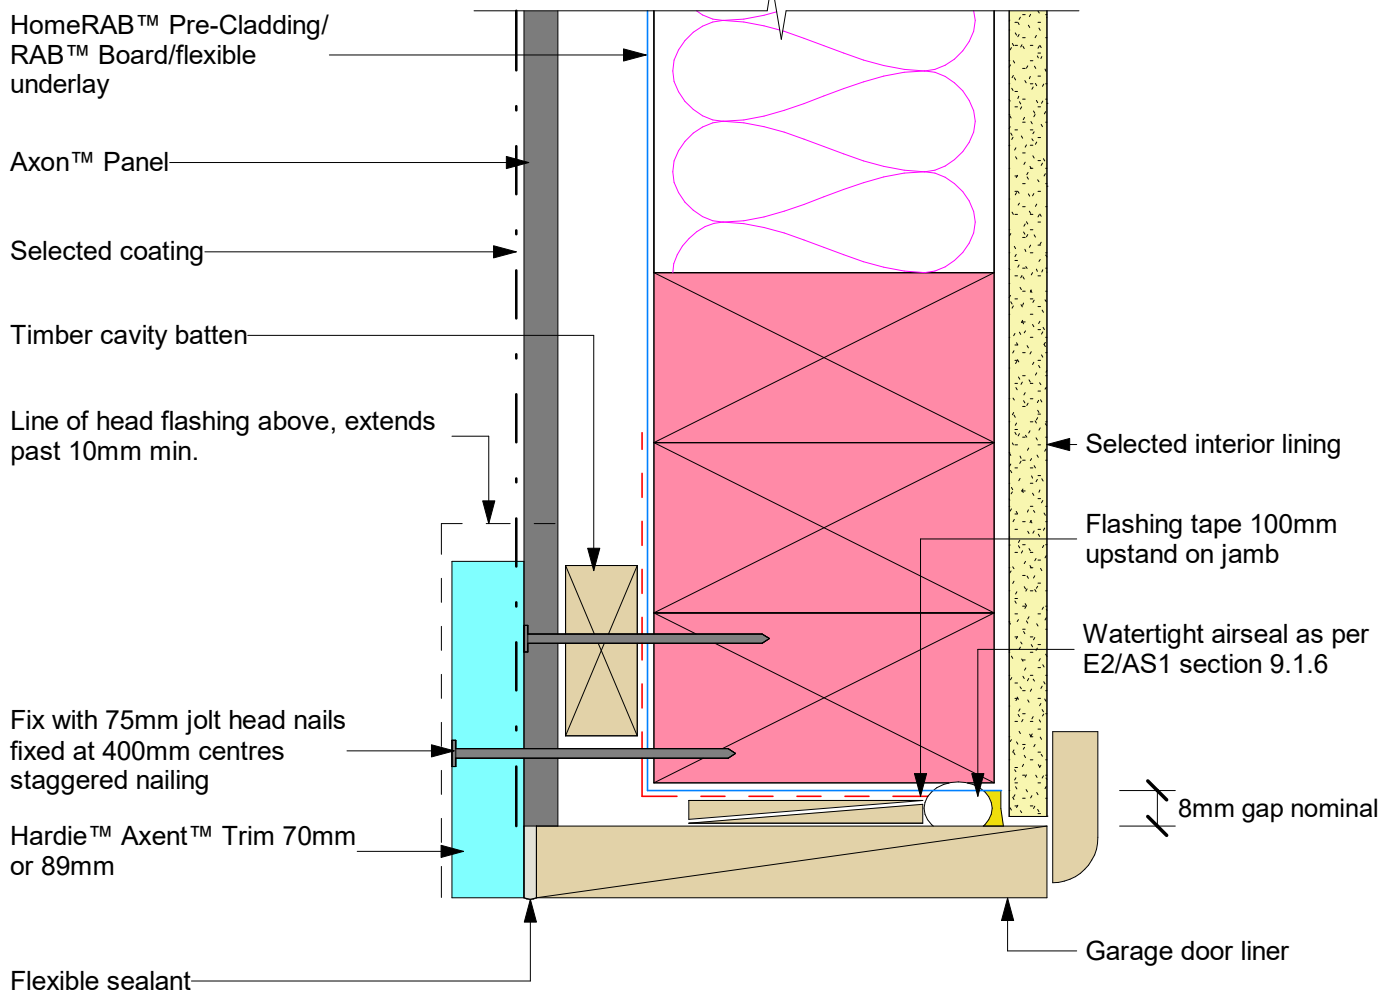 HomeRAB™ Pre-Cladding/
RAB™ Board/flexible
underlay
Axon™ Panel
Selected coating
Timber cavity batten
Line of head flashing above, extends
past 10mm min.
Fix with 75mm jolt head nails
fixed at 400mm centres
staggered nailing
Hardie™ Axent™ Trim 70mm
or 89mm
Flexible sealant
Selected interior lining
Flashing tape 100mm
upstand on jamb
Watertight airseal as per
E2/AS1 section 9.1.6
8mm gap nominal
Garage door liner